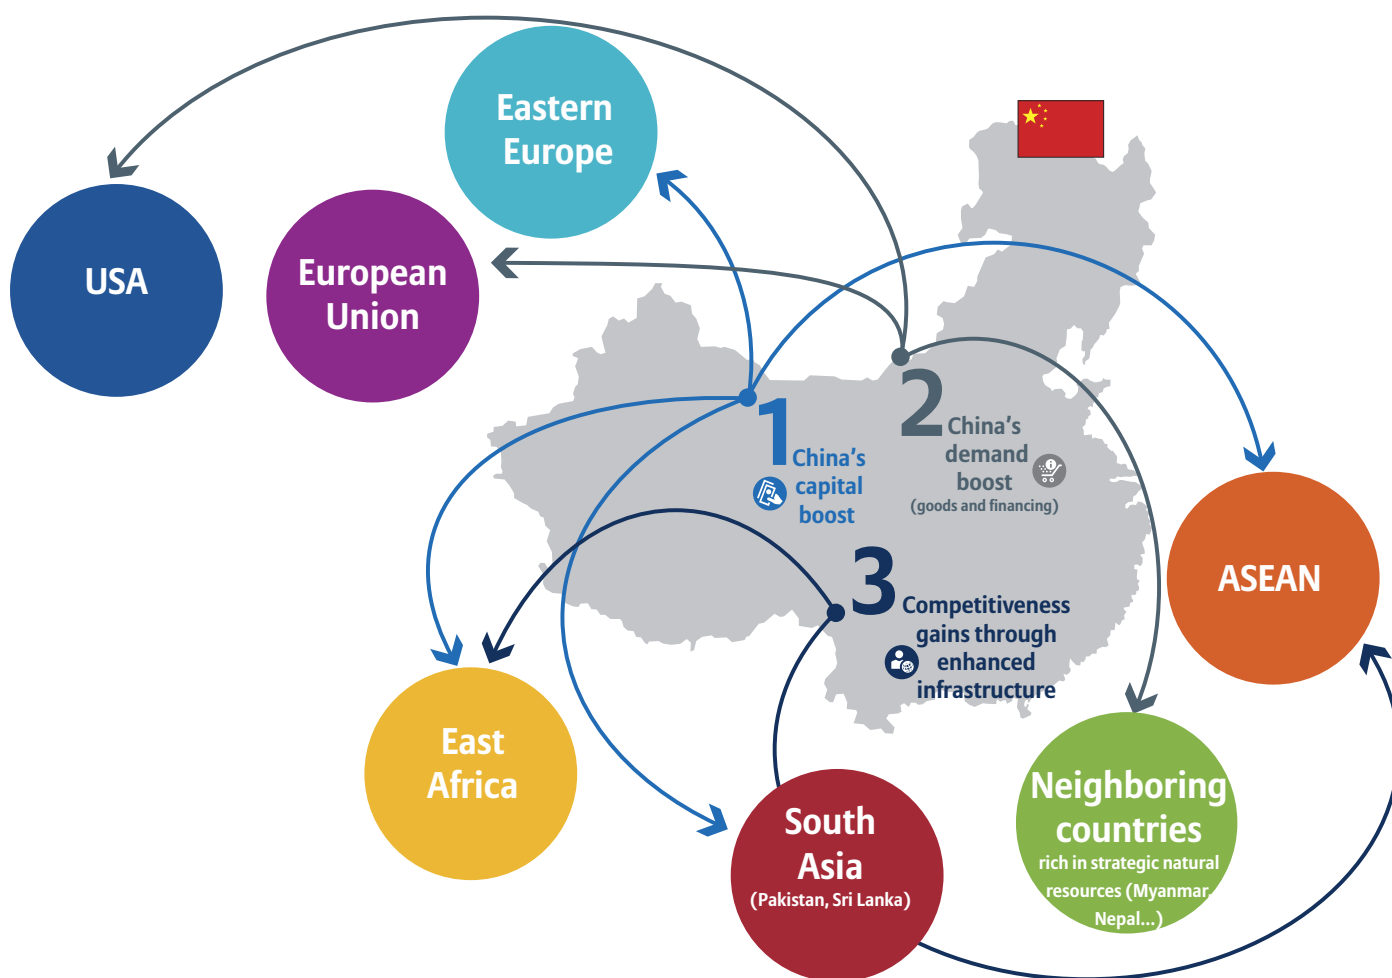 Eastern
Europe
USA
European
Union
1
China's
capital
boost
2
China's
demand
boost
(goods and financing)
3
Competitiveness
gains through
enhanced
infrastructure
ASEAN
East
Africa
South
Asia
(Pakistan, Sri Lanka)
Neighboring
countries
rich in strategic natural
resources (Myanmar,
Nepal...)